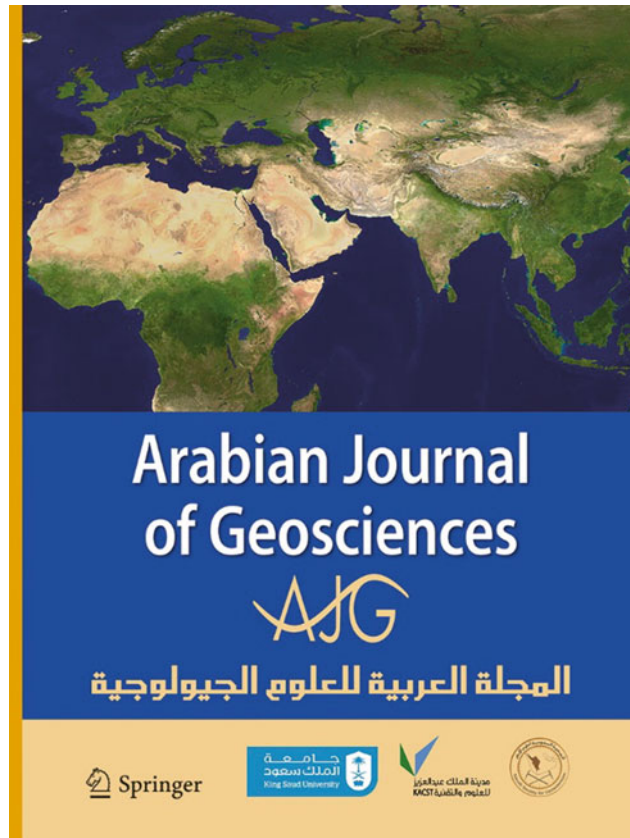 Arabian Journal
of Geosciences
AJG
المجلة العربية للعلوم الجيولوجية
Springer
جامعة
الملك سعود
King Saud University
مدينة الملك عبدالعزيز
للعلوم والتقنية KACST